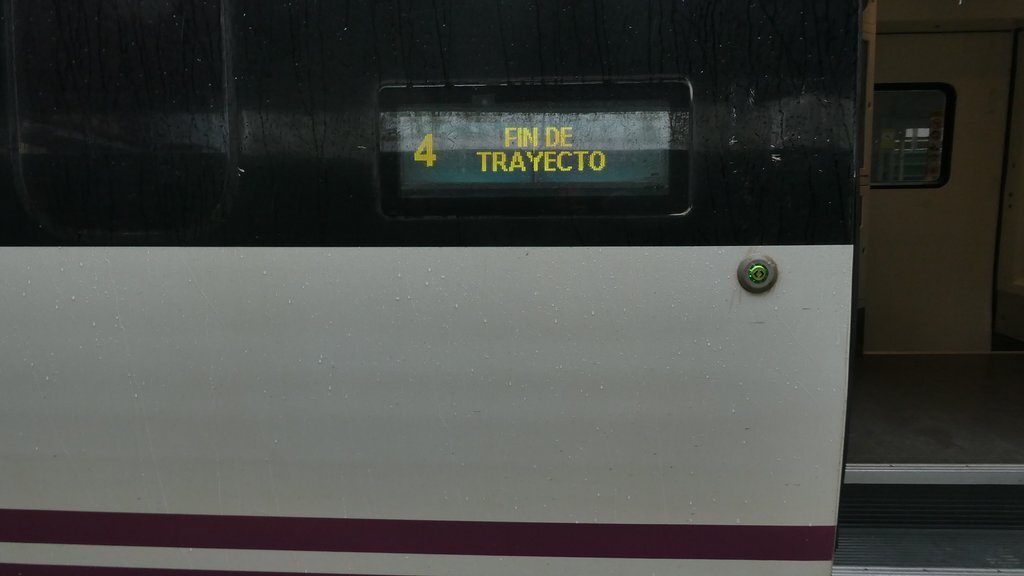 4
FIN DE
TRAYECTO